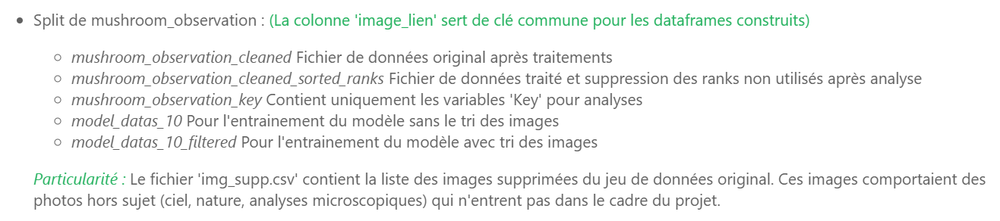 Split de mushroom_observation : (La colonne 'image_lien' sert de clé commune pour les dataframes construits)
mushroom_observation_cleaned Fichier de données original après traitements
mushroom_observation_cleaned_sorted_ranks Fichier de données traité et suppression des ranks non utilisés après analyse
mushroom_observation_key Contient uniquement les variables 'Key' pour analyses
model_datas_10 Pour l'entrainement du modèle sans le tri des images
model_datas_10_filtered Pour l'entrainement du modèle avec tri des images
Particularité : Le fichier 'img_supp.csv' contient la liste des images supprimées du jeu de données original. Ces images comportaient des
photos hors sujet (ciel, nature, analyses microscopiques) qui n'entrent pas dans le cadre du projet.